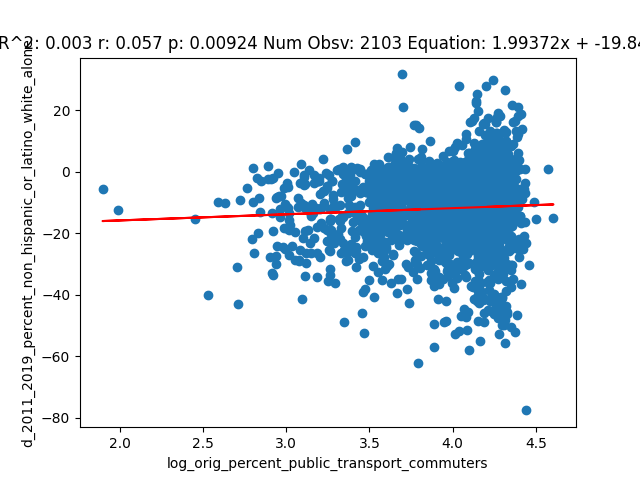 R^2: 0.003 r: 0.057 p: 0.00924 Num Obsv: 2103 Equation: 1.99372x + -19.84
d_2011_2019_percent_non_hispanic_or_latino_white_alone
20
0
−20
−40
−60
−80
2.0 2.5 3.0 3.5 4.0 4.5
log_orig_percent_public_transport_commuters